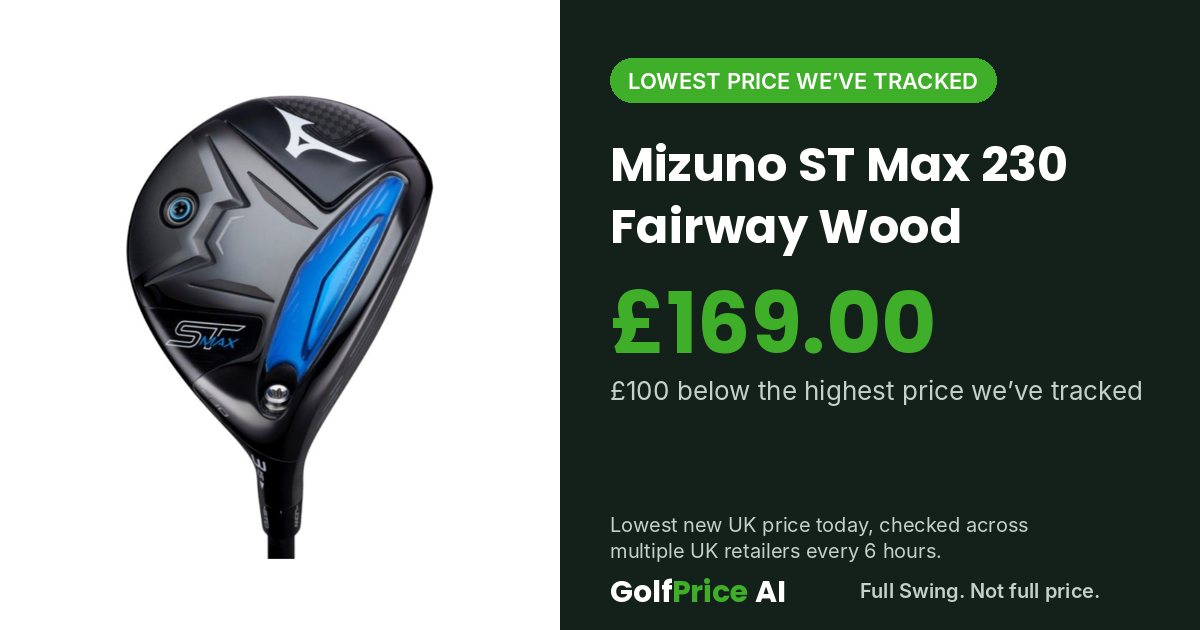 LOWEST PRICE WE’VE TRACKED
Mizuno ST Max 230
Fairway Wood
£169.00
£100 below the highest price we’ve tracked
Lowest new UK price today, checked across
multiple UK retailers every 6 hours.
GolfPrice AI
Full Swing. Not full price.
ST MAX